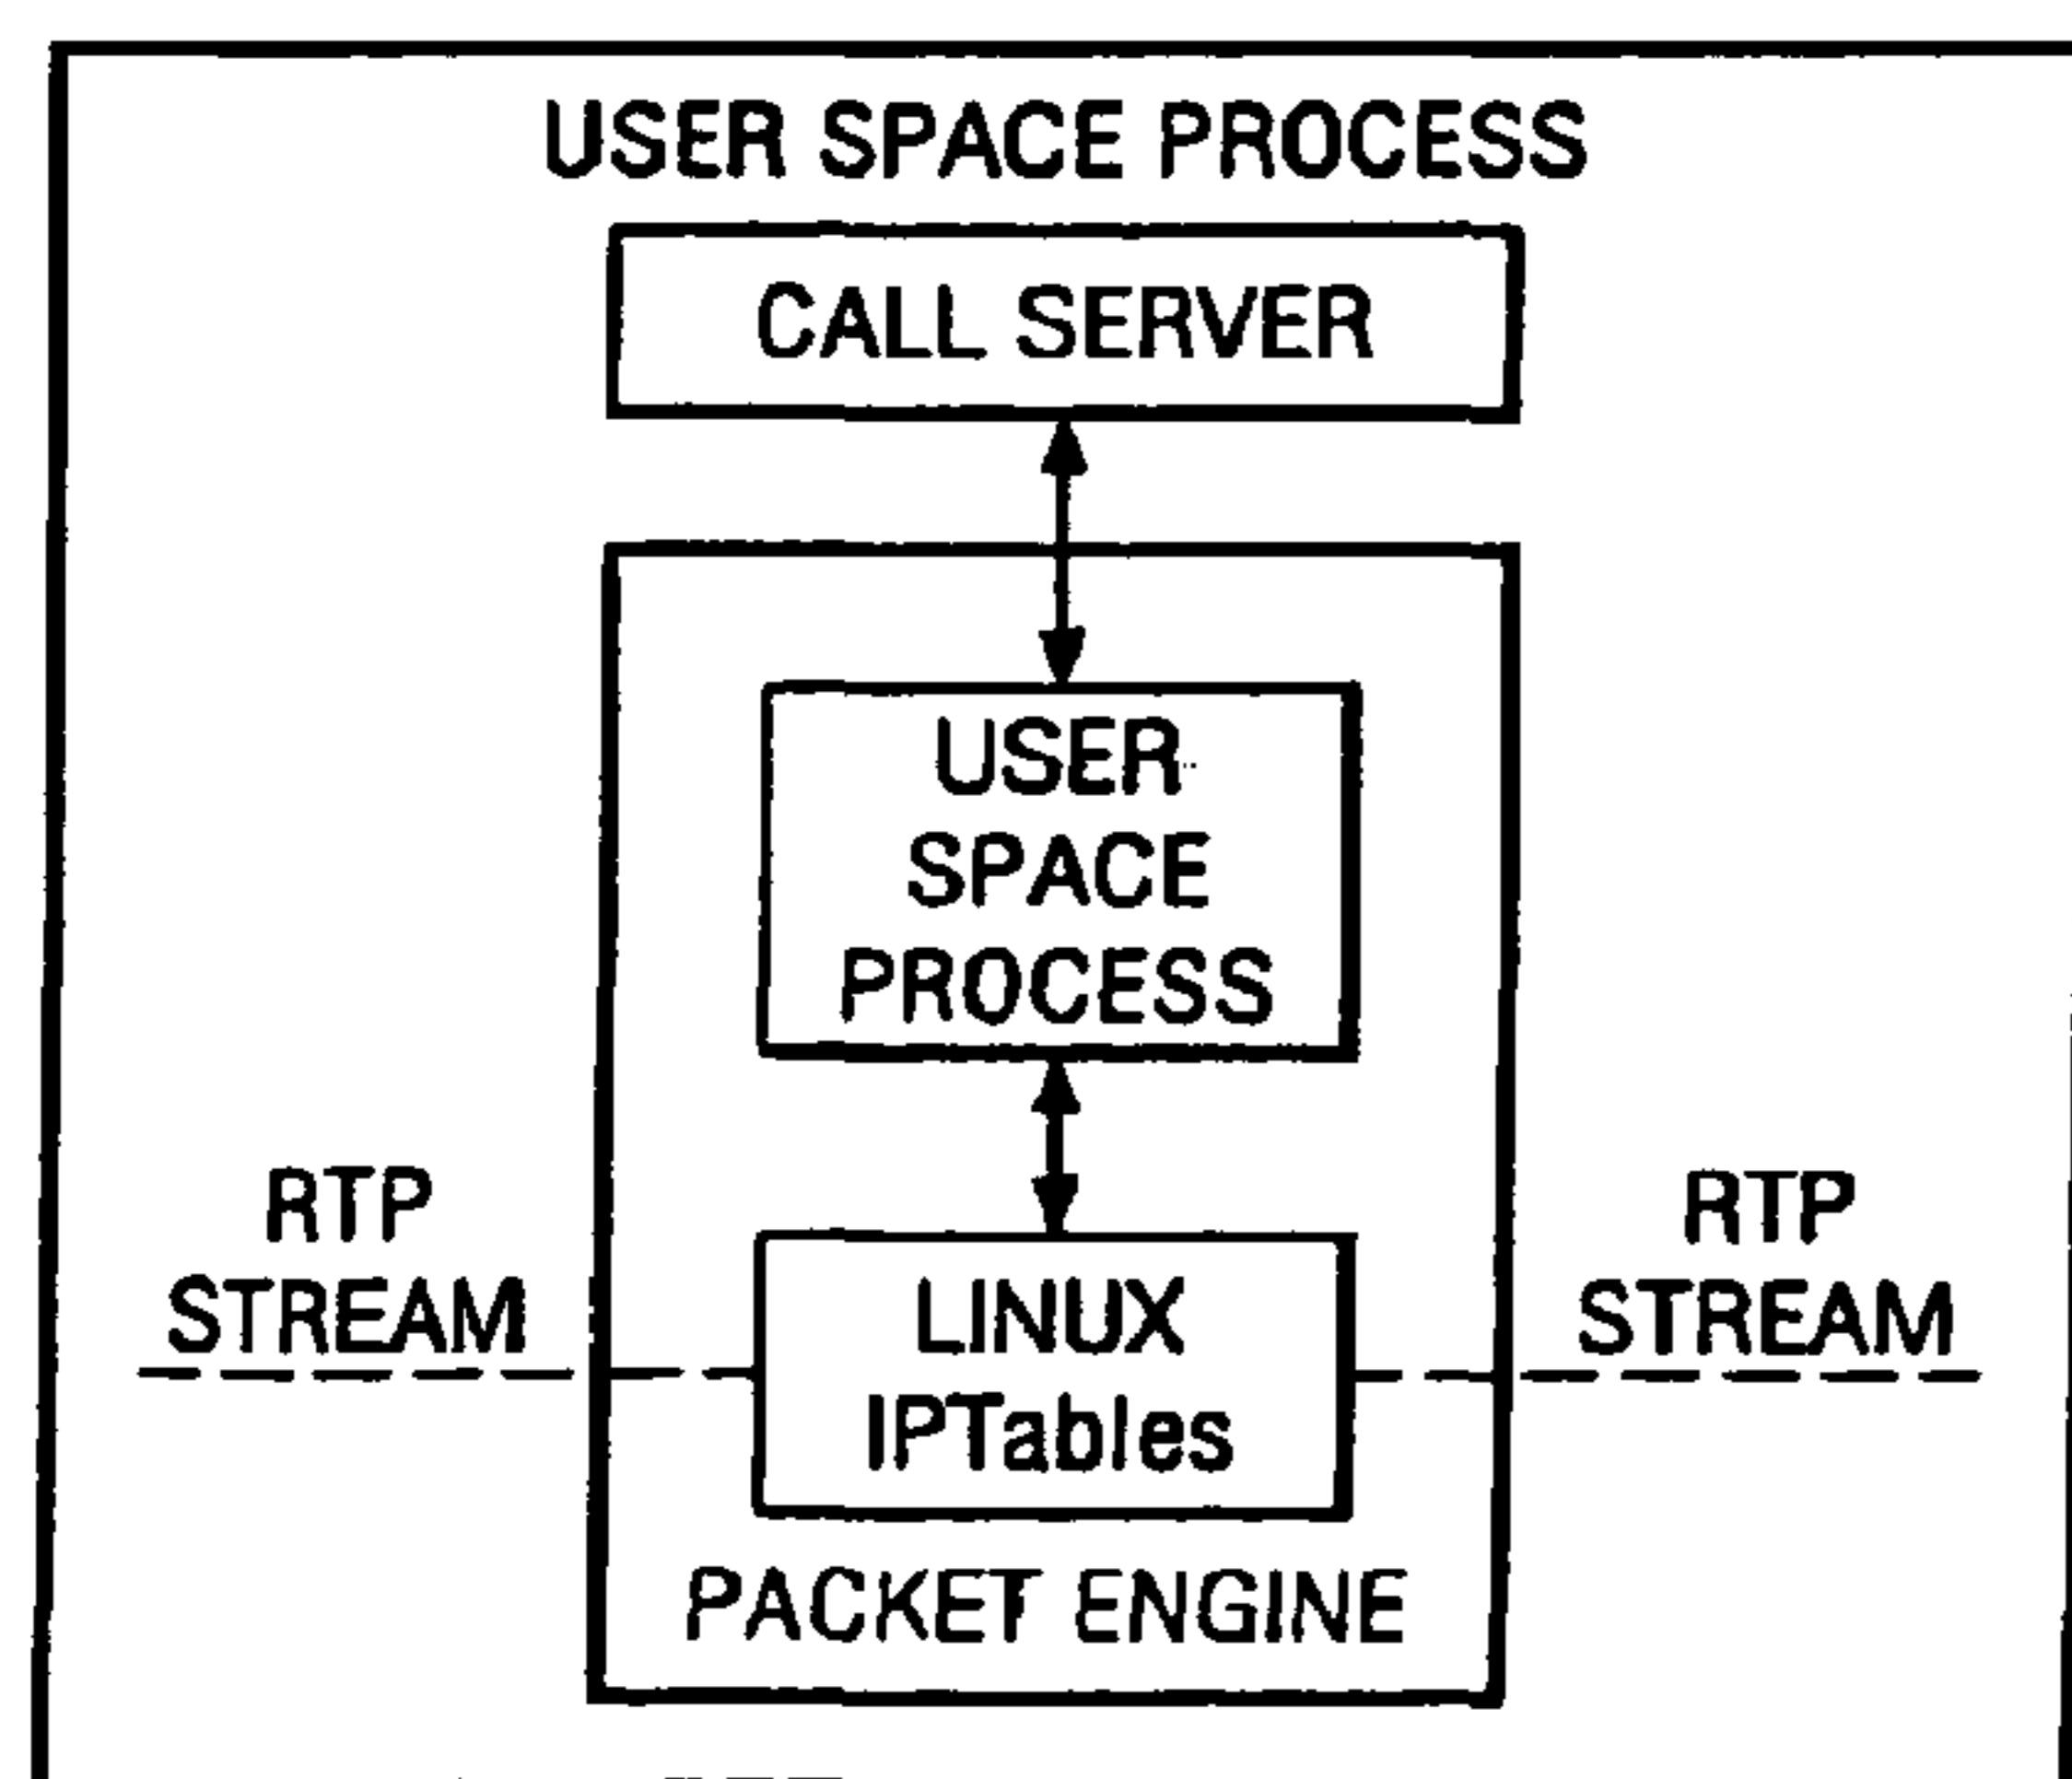 USER SPACE PROCESS
CALL SERVER
USER
SPACE
PROCESS
RTP
STREAM
RTP
STREAM
LINUX
IPTables
PACKET ENGINE